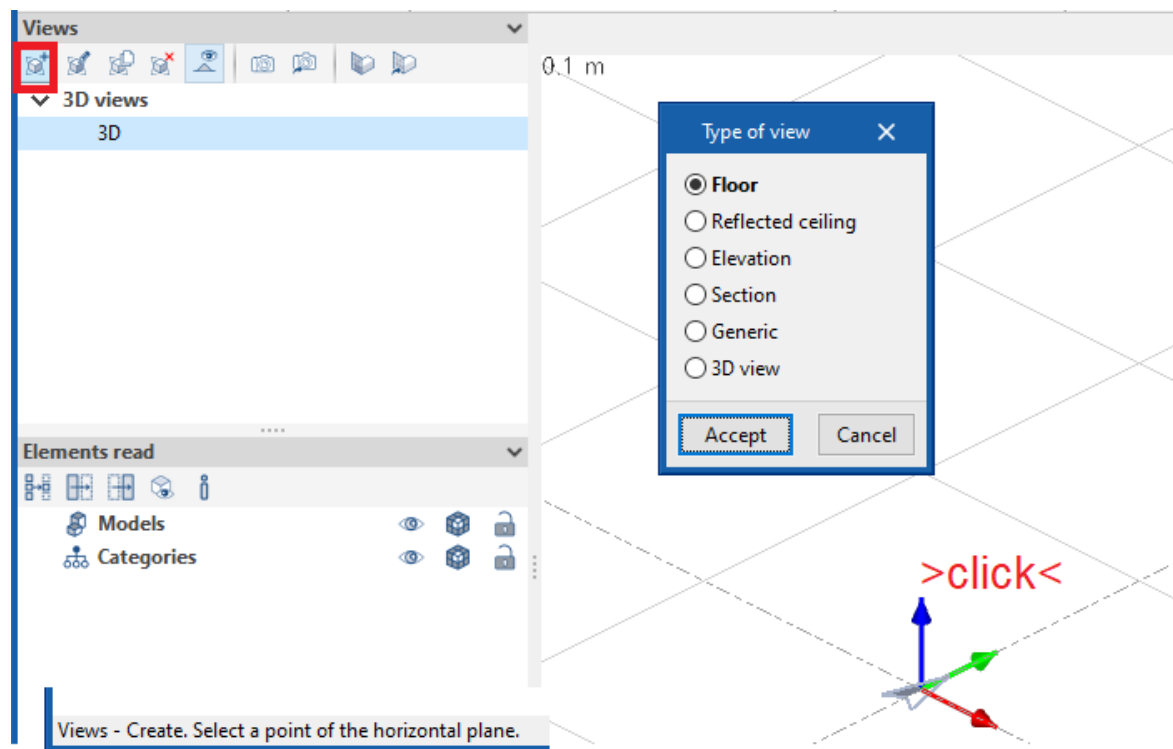 Views
3D views
3D
0.1 m
Type of view
Floor
Reflected ceiling
Elevation
Section
Generic
3D view
Accept
Cancel
Elements read
Models
Categories
>click<
Views - Create. Select a point of the horizontal plane.